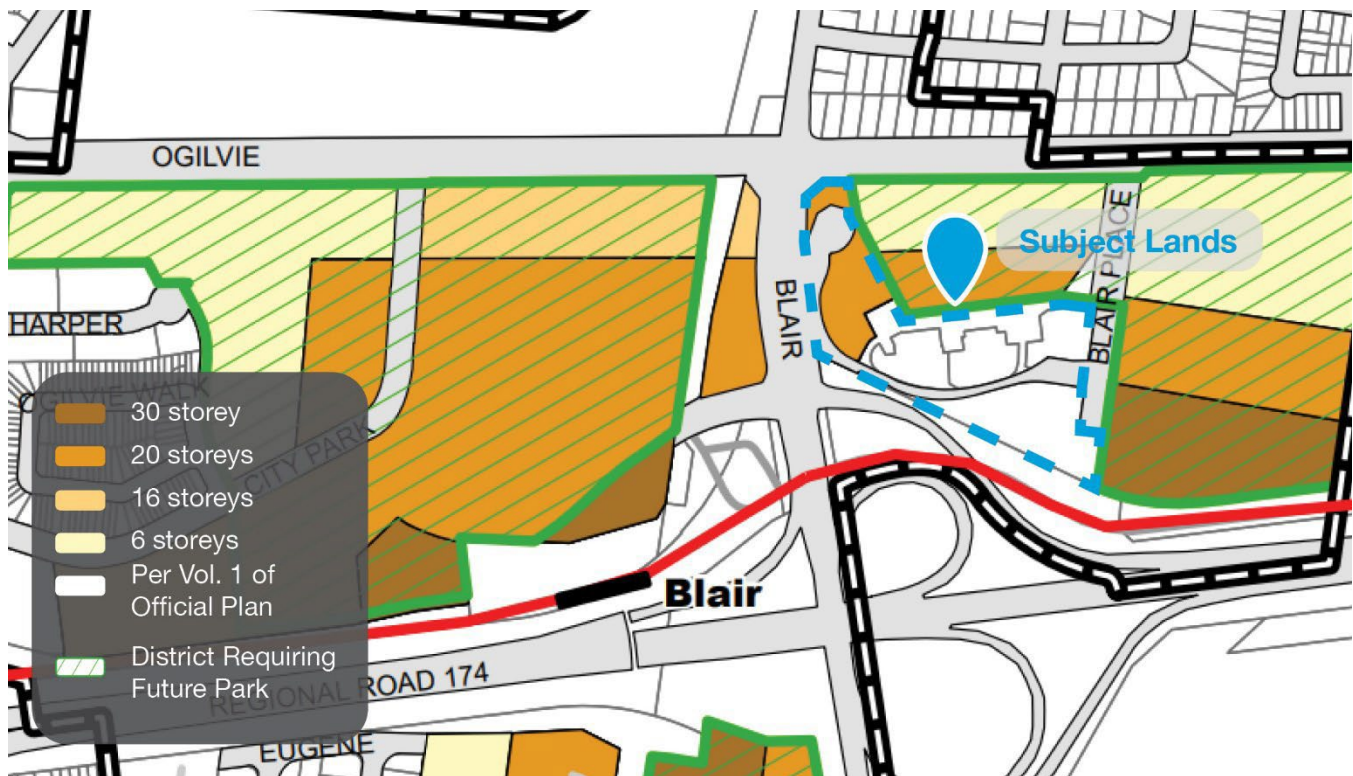 OGILVIE
BLAIR PLACE
Subject Lands
BLAIR
HARPER
OGILVIE WALK
30 storey
20 storeys
CITY PARK
16 storeys
6 storeys
Per Vol. 1 of
Official Plan
Blair
District Requiring
Future Park
REGIONAL ROAD 174
EUGENE